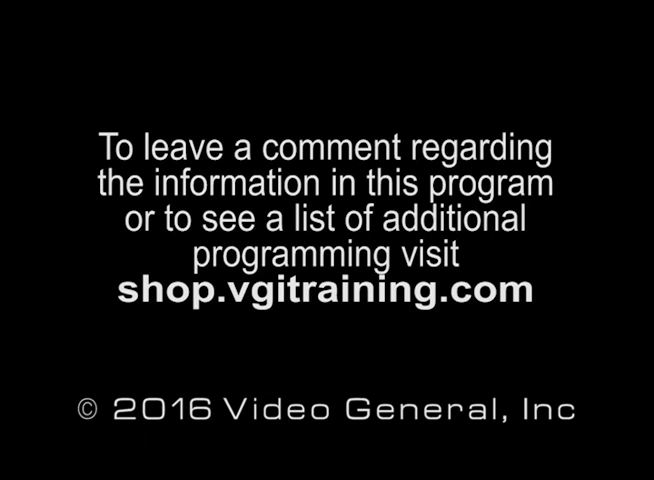 To leave a comment regarding
the information in this program
or to see a list of additional
programming visit
shop.vgitraining.com
© 2016 Video General, Inc